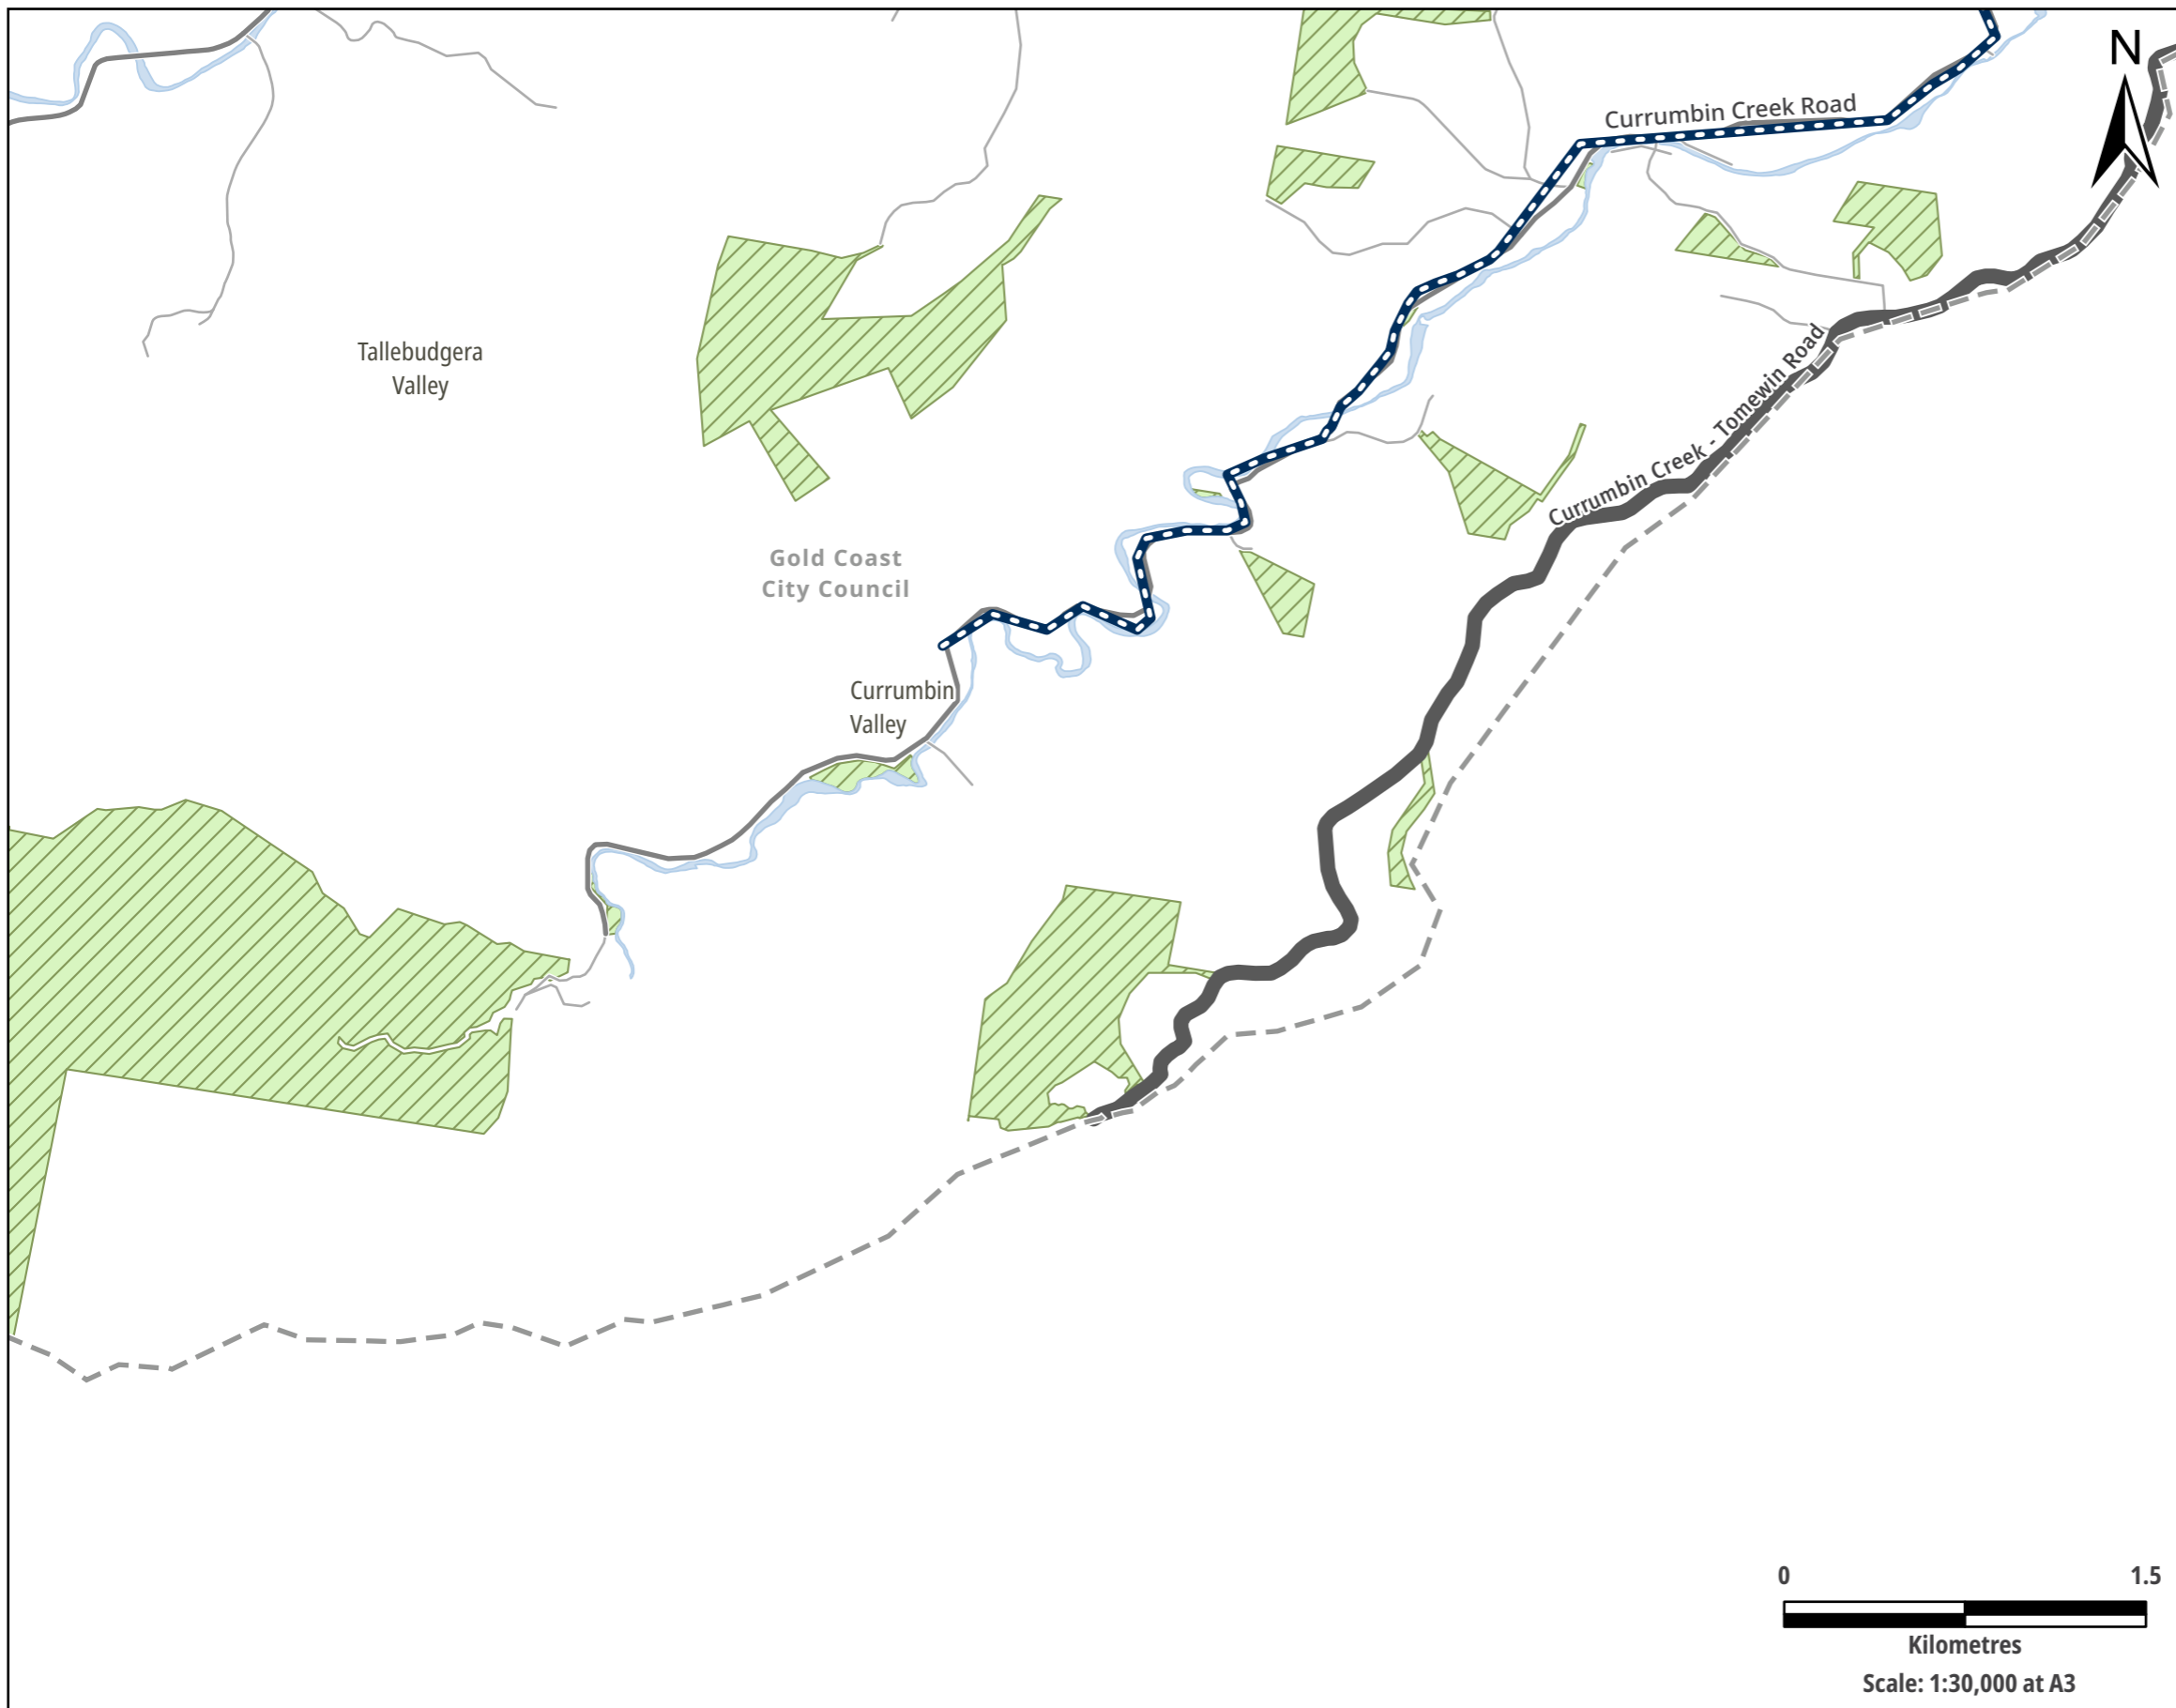 N
Currumbin Creek Road
Tallebudgera
Valley
Currumbin Creek - Tomewin Road
Gold Coast
City Council
Currumbin
Valley
0 1.5
Kilometres
Scale: 1:30,000 at A3